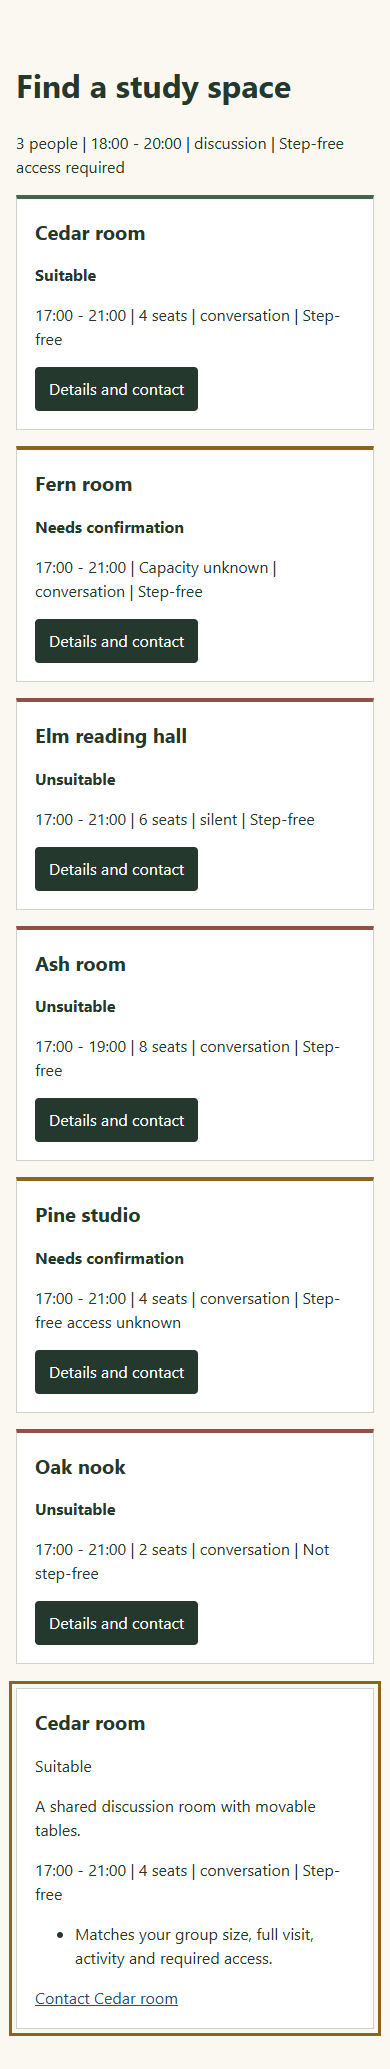 Find a study space
3 people | 18:00 - 20:00 | discussion | Step-free
access required
Cedar room
Suitable
17:00 - 21:00 | 4 seats | conversation | Step-
free
Details and contact
Fern room
Needs confirmation
17:00 - 21:00 | Capacity unknown |
conversation | Step-free
Details and contact
Elm reading hall
Unsuitable
17:00 - 21:00 | 6 seats | silent | Step-free
Details and contact
Ash room
Unsuitable
17:00 - 19:00 | 8 seats | conversation | Step-
free
Details and contact
Pine studio
Needs confirmation
17:00 - 21:00 | 4 seats | conversation | Step-
free access unknown
Details and contact
Oak nook
Unsuitable
17:00 - 21:00 | 2 seats | conversation | Not
step-free
Details and contact
Cedar room
Suitable
A shared discussion room with movable
tables.
17:00 - 21:00 | 4 seats | conversation | Step-
free
• Matches your group size, full visit,
activity and required access.
Contact Cedar room